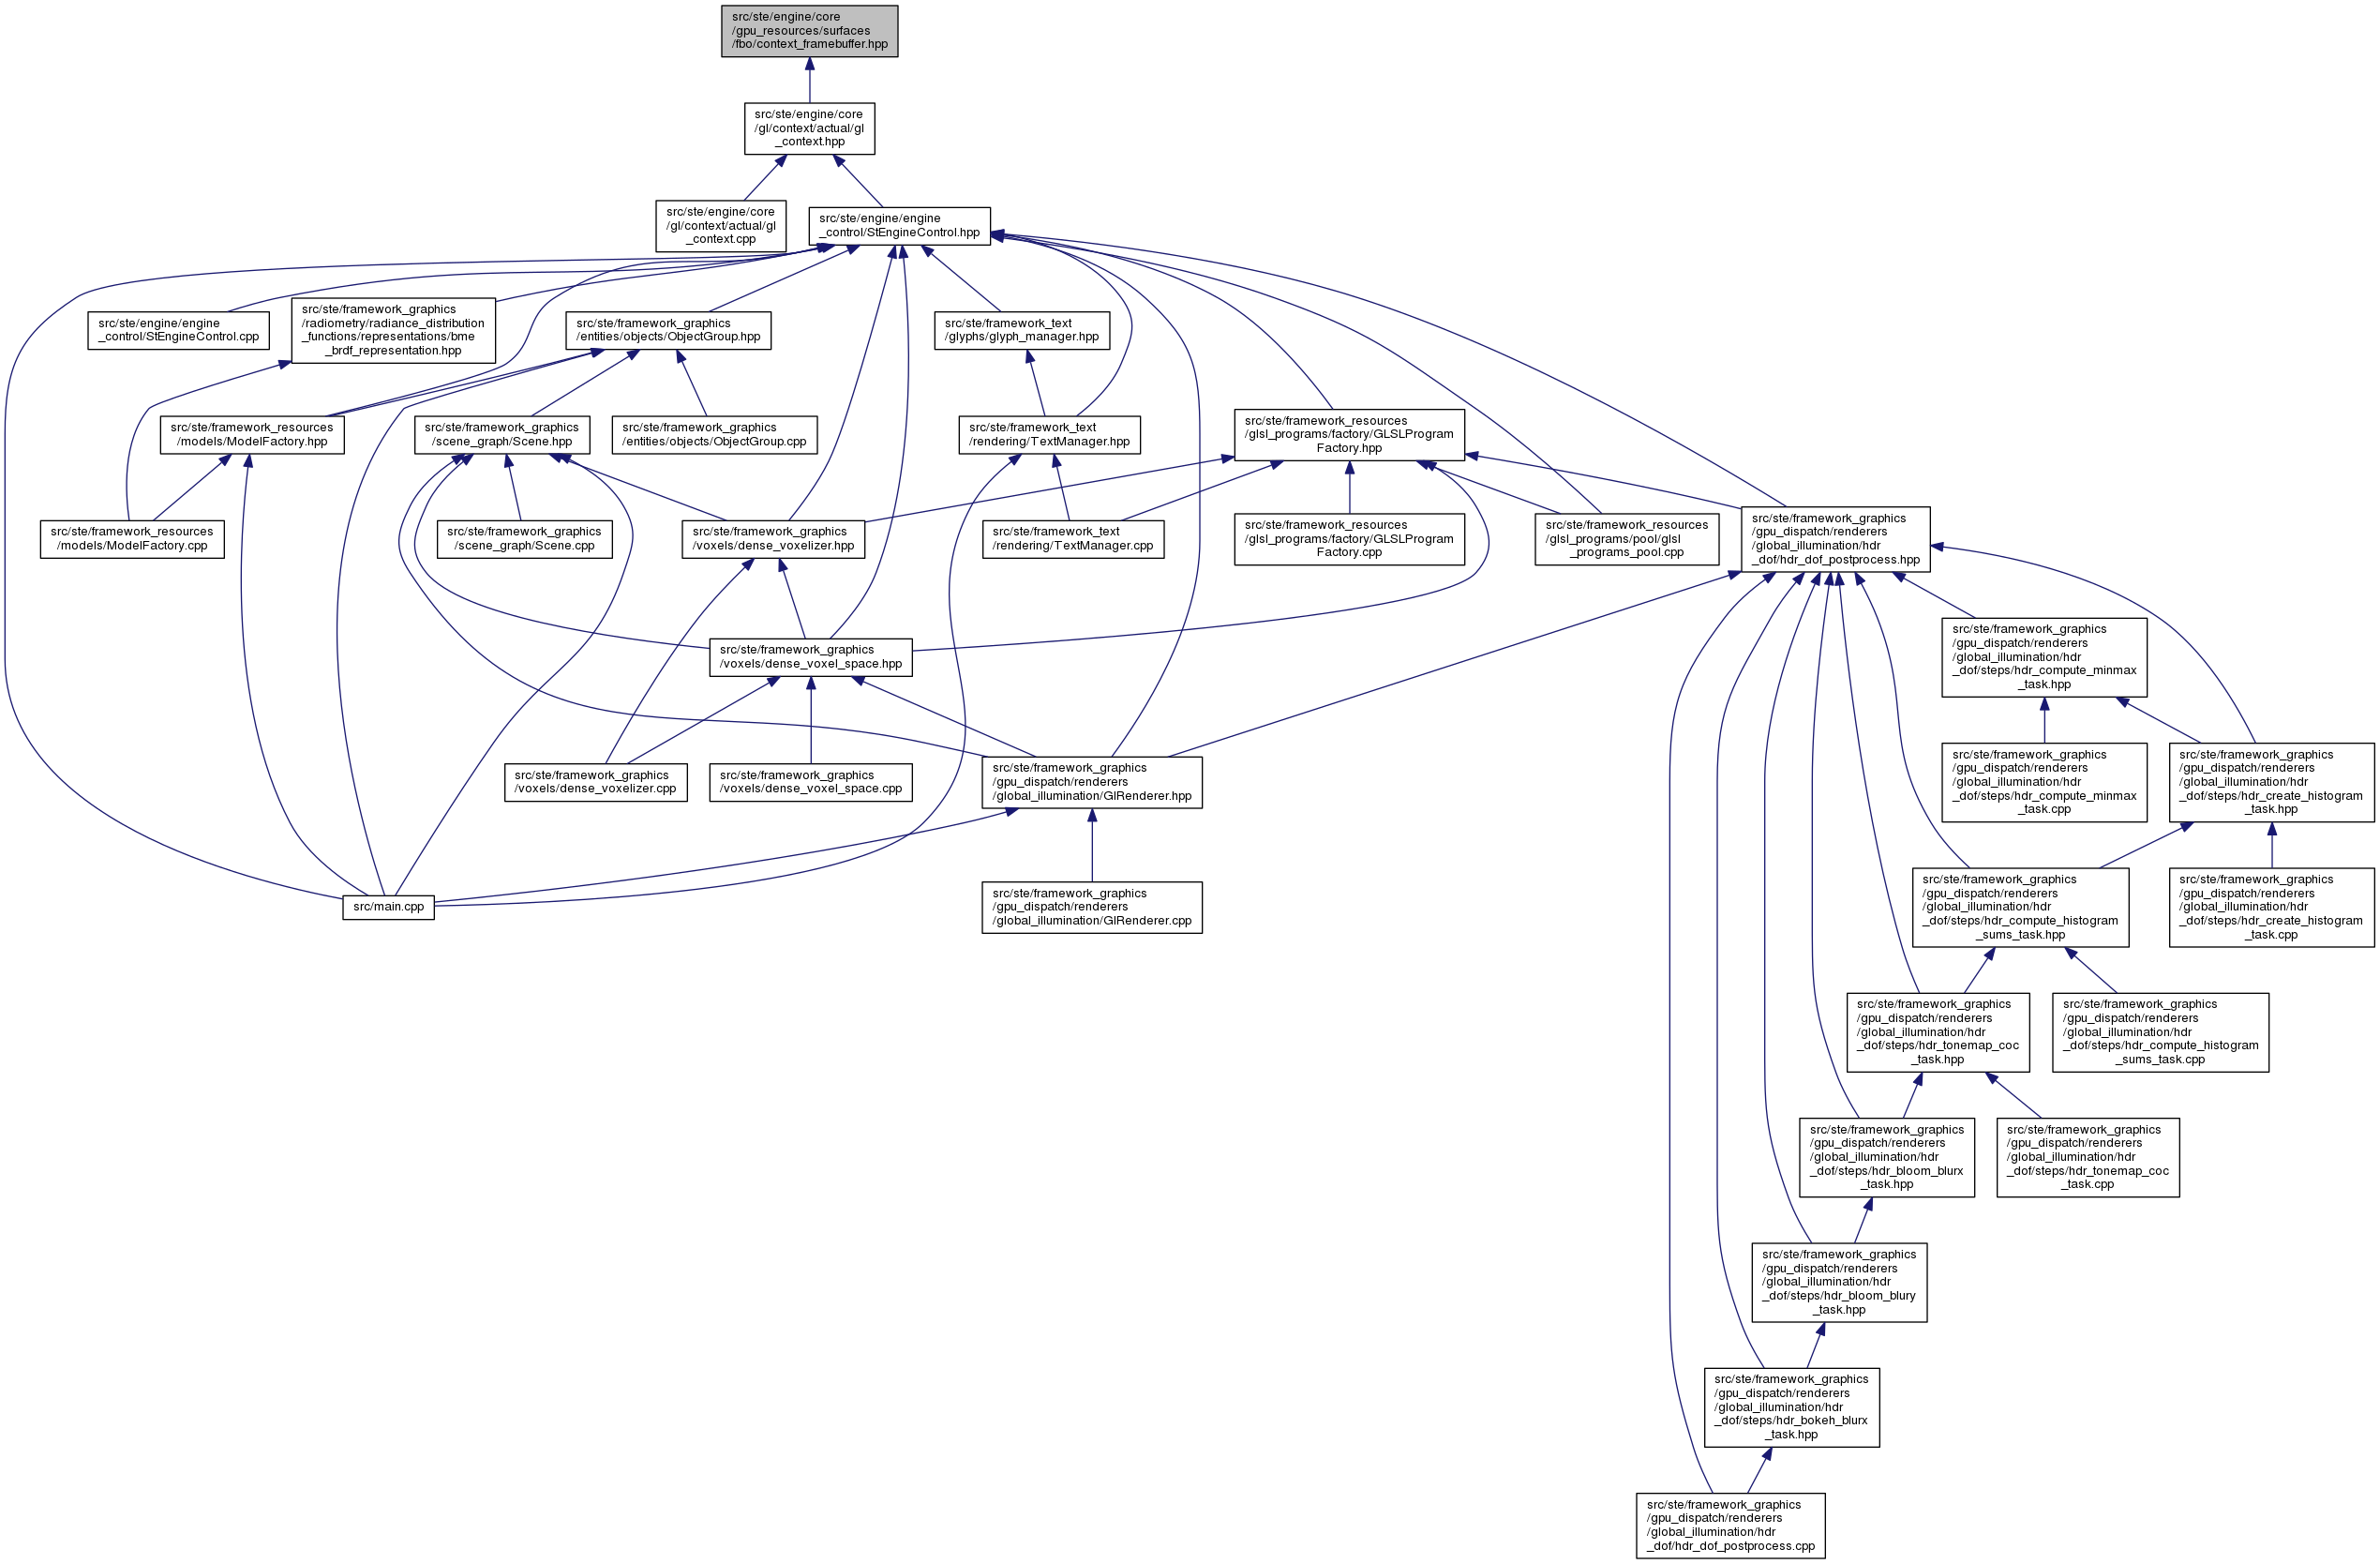 src/ste/engine/core
/gpu_resources/surfaces
/fbo/context_framebuffer.hpp
src/ste/engine/core
/gl/context/actual/gl
_context.hpp
src/ste/engine/core
/gl/context/actual/gl
_context.cpp
src/ste/engine/engine
_control/StEngineControl.hpp
src/ste/engine/engine
_control/StEngineControl.cpp
src/ste/framework_graphics
/radiometry/radiance_distribution
_functions/representations/bme
_brdf_representation.hpp
src/ste/framework_graphics
/entities/objects/ObjectGroup.hpp
src/ste/framework_text
/glyphs/glyph_manager.hpp
src/ste/framework_resources
/models/ModelFactory.hpp
src/ste/framework_graphics
/scene_graph/Scene.hpp
src/ste/framework_graphics
/entities/objects/ObjectGroup.cpp
src/ste/framework_text
/rendering/TextManager.hpp
src/ste/framework_resources
/glsl_programs/factory/GLSLProgram
Factory.hpp
src/ste/framework_resources
/models/ModelFactory.cpp
src/ste/framework_graphics
/scene_graph/Scene.cpp
src/ste/framework_graphics
/voxels/dense_voxelizer.hpp
src/ste/framework_text
/rendering/TextManager.cpp
src/ste/framework_resources
/glsl_programs/factory/GLSLProgram
Factory.cpp
src/ste/framework_resources
/glsl_programs/pool/glsl
_programs_pool.cpp
src/ste/framework_graphics
/gpu_dispatch/renderers
/global_illumination/hdr
_dof/hdr_dof_postprocess.hpp
src/ste/framework_graphics
/voxels/dense_voxel_space.hpp
src/ste/framework_graphics
/gpu_dispatch/renderers
/global_illumination/hdr
_dof/steps/hdr_compute_minmax
_task.hpp
src/ste/framework_graphics
/voxels/dense_voxelizer.cpp
src/ste/framework_graphics
/voxels/dense_voxel_space.cpp
src/ste/framework_graphics
/gpu_dispatch/renderers
/global_illumination/GIRenderer.hpp
src/ste/framework_graphics
/gpu_dispatch/renderers
/global_illumination/hdr
_dof/steps/hdr_compute_minmax
_task.cpp
src/ste/framework_graphics
/gpu_dispatch/renderers
/global_illumination/hdr
_dof/steps/hdr_create_histogram
_task.hpp
src/main.cpp
src/ste/framework_graphics
/gpu_dispatch/renderers
/global_illumination/GIRenderer.cpp
src/ste/framework_graphics
/gpu_dispatch/renderers
/global_illumination/hdr
_dof/steps/hdr_compute_histogram
_sums_task.hpp
src/ste/framework_graphics
/gpu_dispatch/renderers
/global_illumination/hdr
_dof/steps/hdr_create_histogram
_task.cpp
src/ste/framework_graphics
/gpu_dispatch/renderers
/global_illumination/hdr
_dof/steps/hdr_tonemap_coc
_task.hpp
src/ste/framework_graphics
/gpu_dispatch/renderers
/global_illumination/hdr
_dof/steps/hdr_compute_histogram
_sums_task.cpp
src/ste/framework_graphics
/gpu_dispatch/renderers
/global_illumination/hdr
_dof/steps/hdr_bloom_blurx
_task.hpp
src/ste/framework_graphics
/gpu_dispatch/renderers
/global_illumination/hdr
_dof/steps/hdr_tonemap_coc
_task.cpp
src/ste/framework_graphics
/gpu_dispatch/renderers
/global_illumination/hdr
_dof/steps/hdr_bloom_blury
_task.hpp
src/ste/framework_graphics
/gpu_dispatch/renderers
/global_illumination/hdr
_dof/steps/hdr_bokeh_blurx
_task.hpp
src/ste/framework_graphics
/gpu_dispatch/renderers
/global_illumination/hdr
_dof/hdr_dof_postprocess.cpp